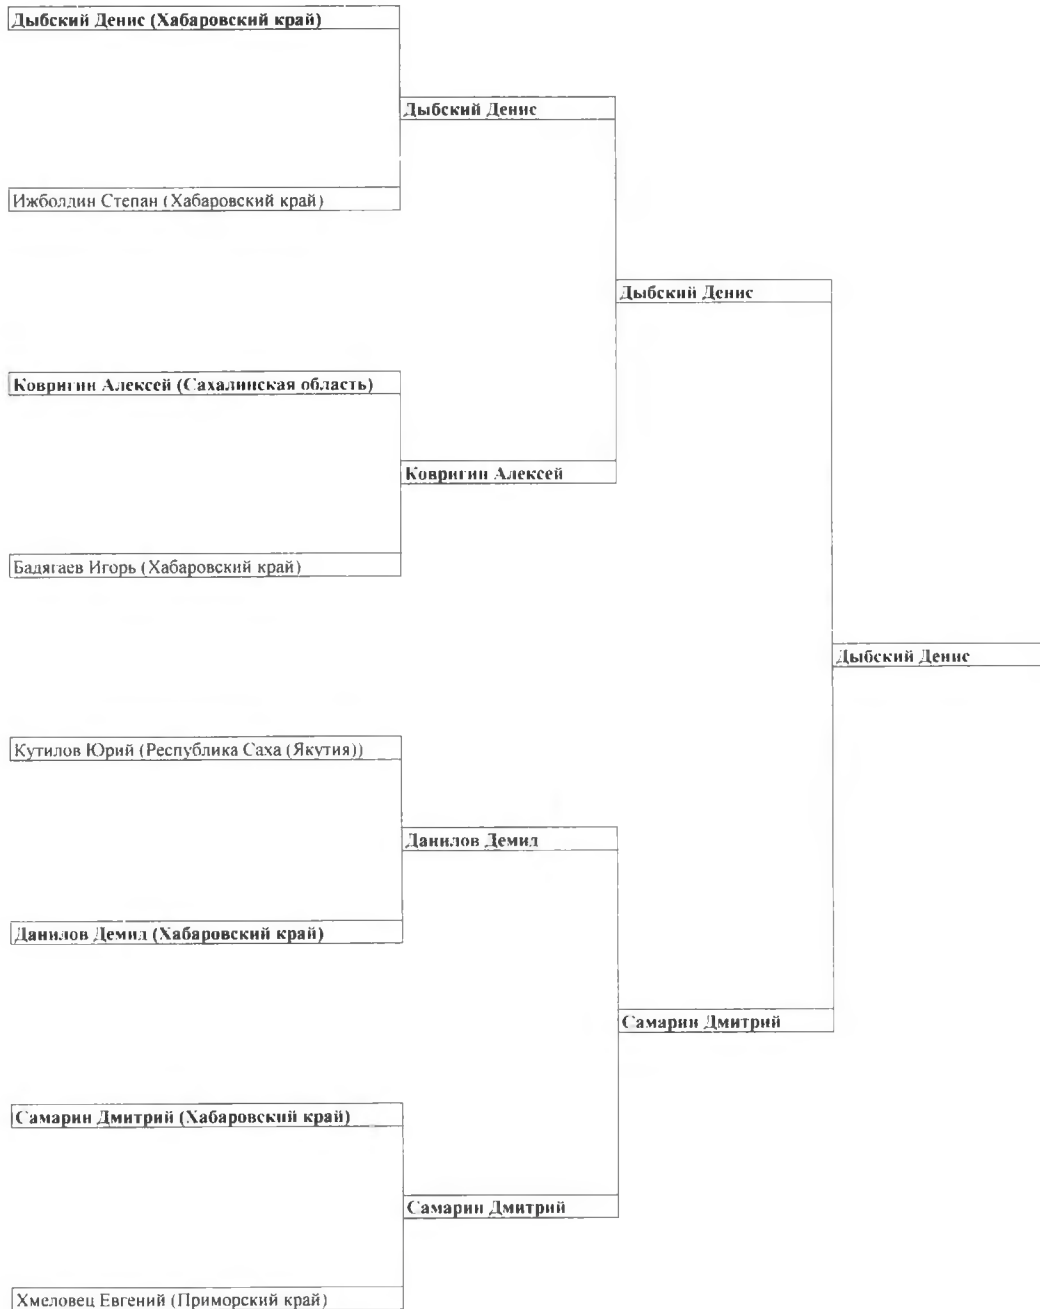 Дыбский Денис (Хабаровский край)
Дыбский Денис
Ижболдин Степан (Хабаровский край)
Дыбский Денис
Ковригин Алексей (Сахалинская область)
Ковригин Алексей
Бадягаев Игорь (Хабаровский край)
Дыбский Денис
Кутилов Юрий (Республика Саха (Якутия))
Данилов Демид
Данилов Демид (Хабаровский край)
Самарин Дмитрий
Самарин Дмитрий (Хабаровский край)
Самарин Дмитрий
Хмеловец Евгений (Приморский край)